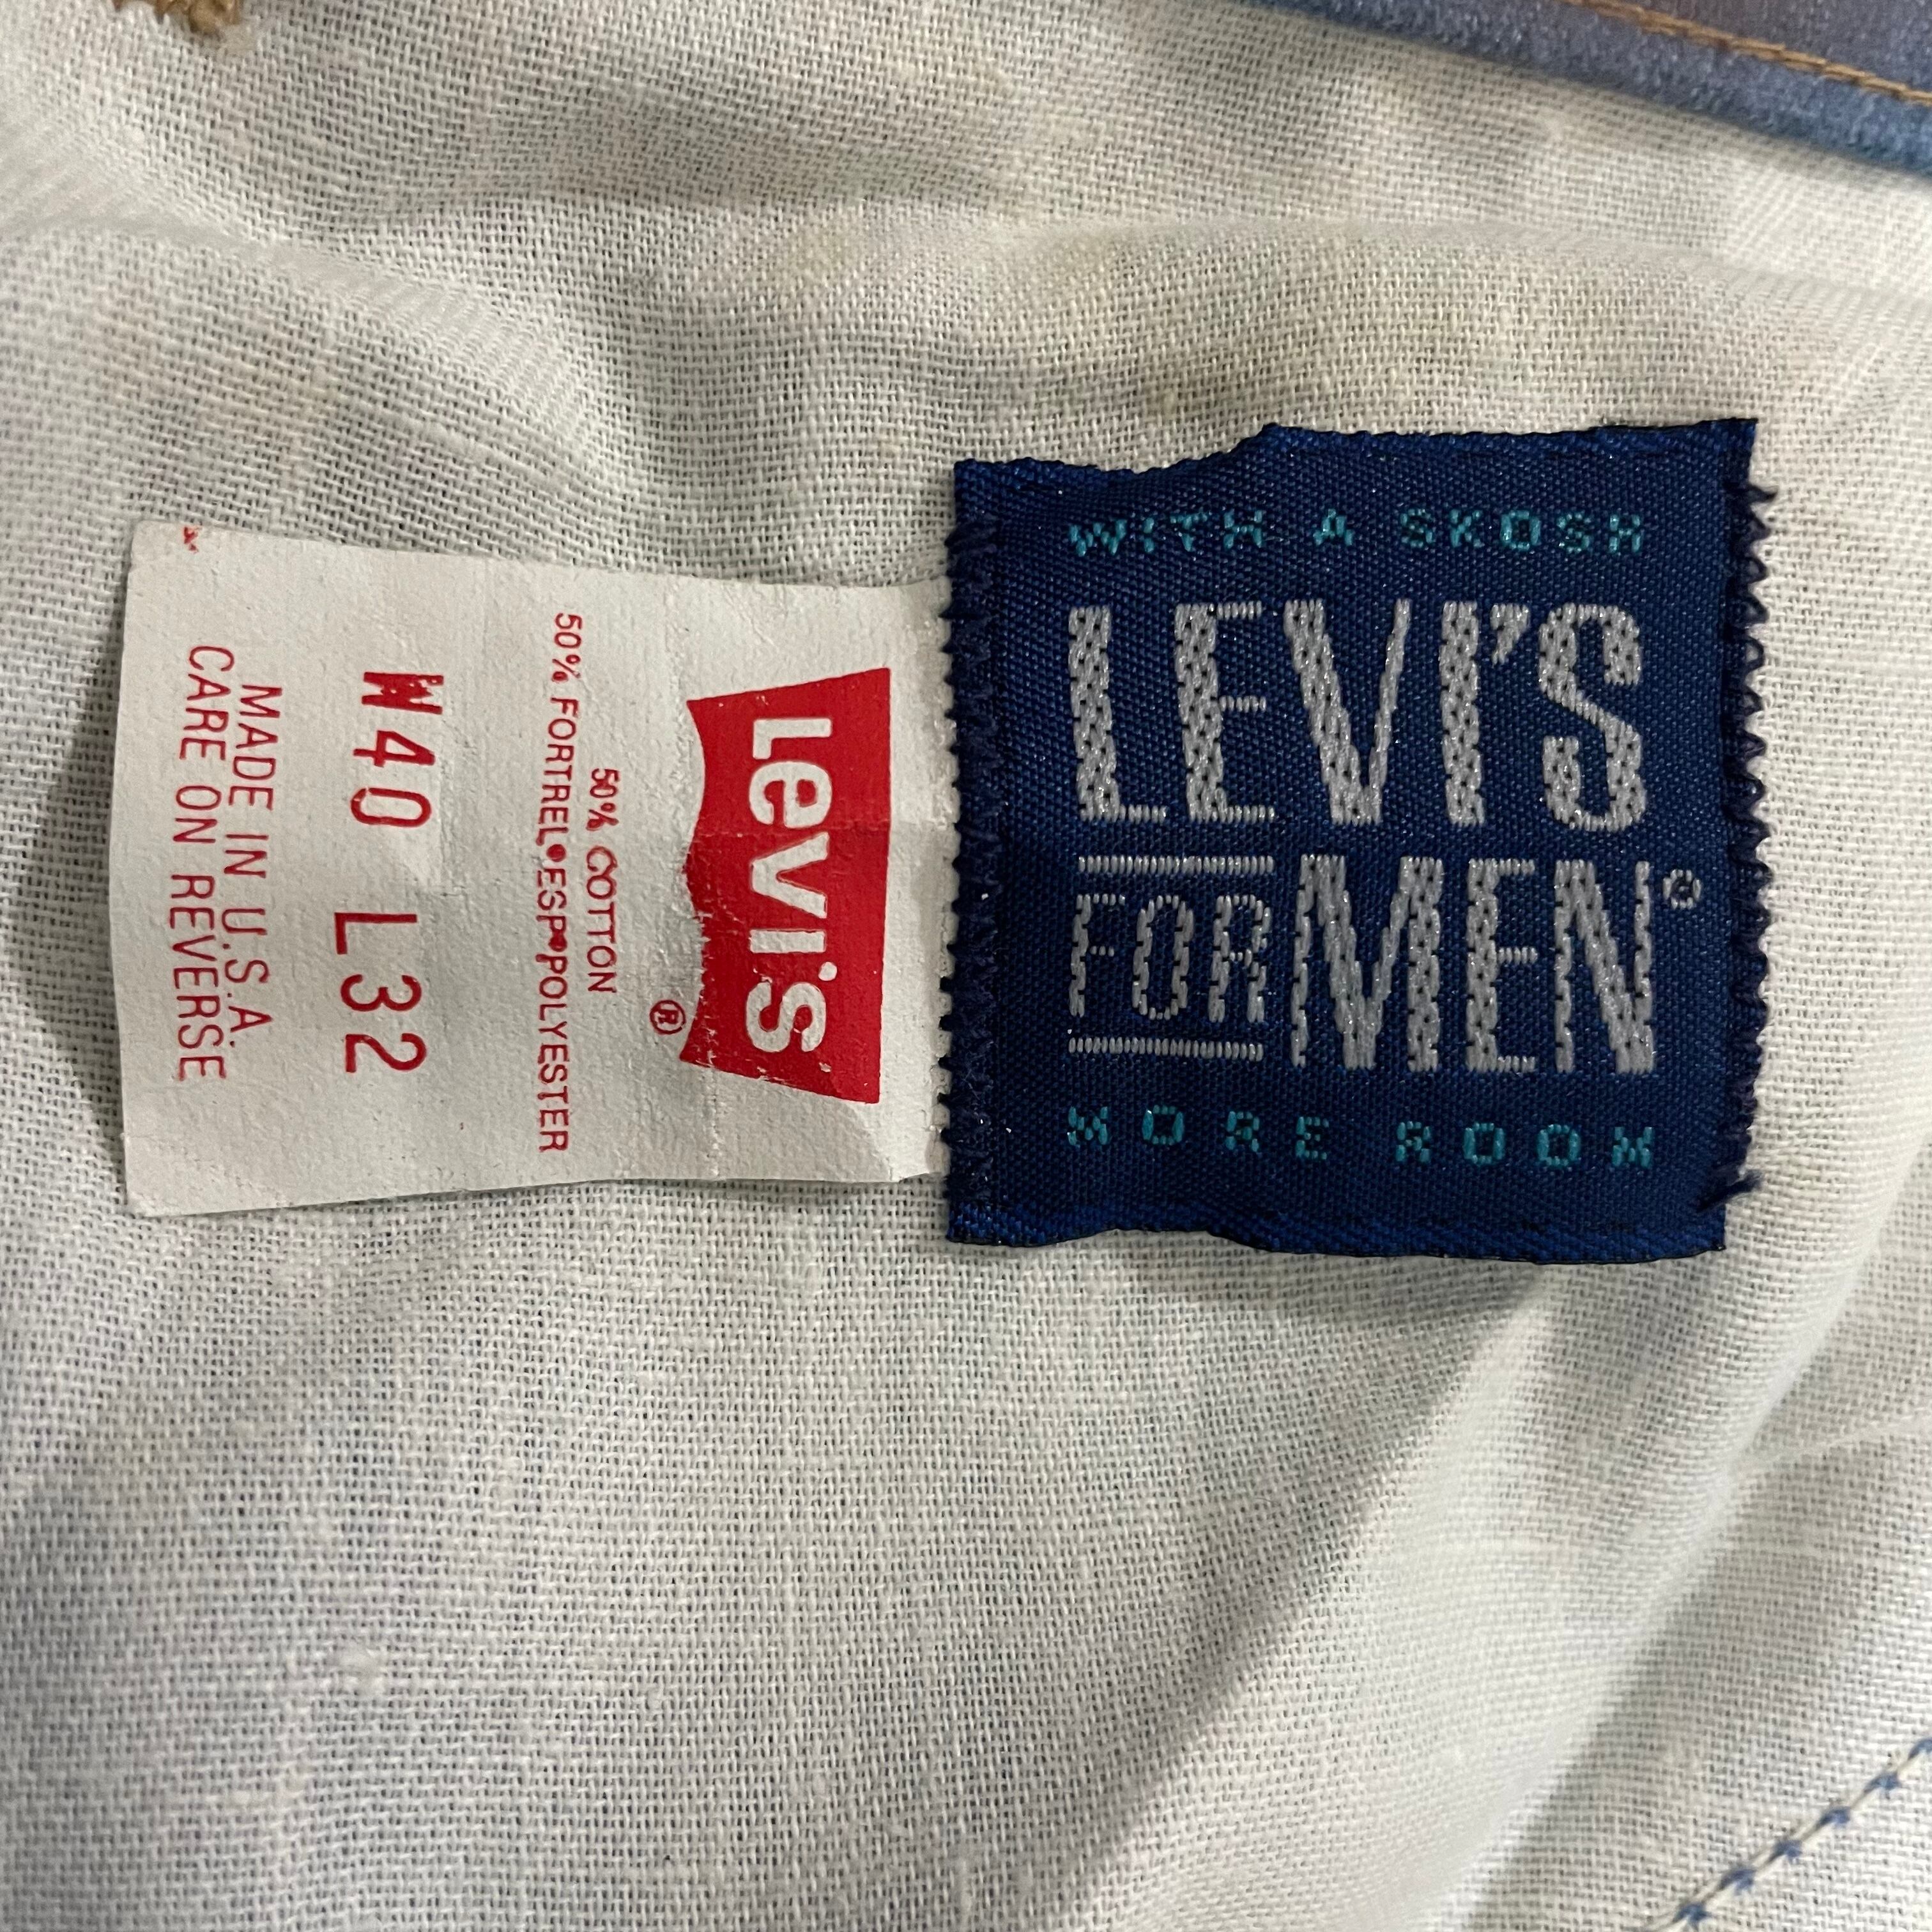 WITH A SKOSH
LEVI'S
FOR MEN®
MORE ROOM
Levi's
®
50% COTTON
50% FORTREL® ESP® POLYESTER
W40 L32
MADE IN U.S.A.
CARE ON REVERSE